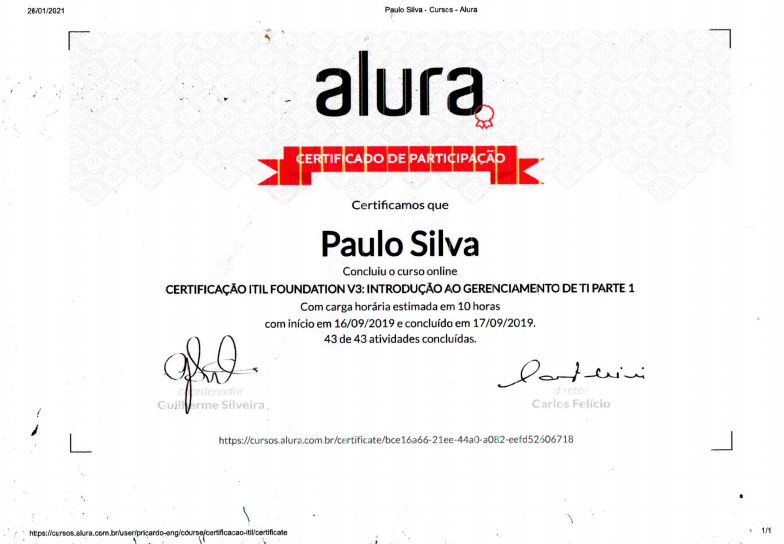 26/01/2021
Paulo Silva - Cursos - Alura
alura
CERTIFICADO DE PARTICIPAÇÃO
Certificamos que
Paulo Silva
Concluiu o curso online
CERTIFICAÇÃO ITIL FOUNDATION V3: INTRODUÇÃO AO GERENCIAMENTO DE TI PARTE 1
Com carga horária estimada em 10 horas
com início em 16/09/2019 e concluído em 17/09/2019.
43 de 43 atividades concluídas.
coordenador
Guilherme Silveira
diretor
Carlos Felício
https://cursos.alura.com.br/certificate/bce16a66-21ee-44a0-a082-eefd52606718
https://cursos.alura.com.br/user/pricardo-eng/course/certificacao-itil/certificate
1/1